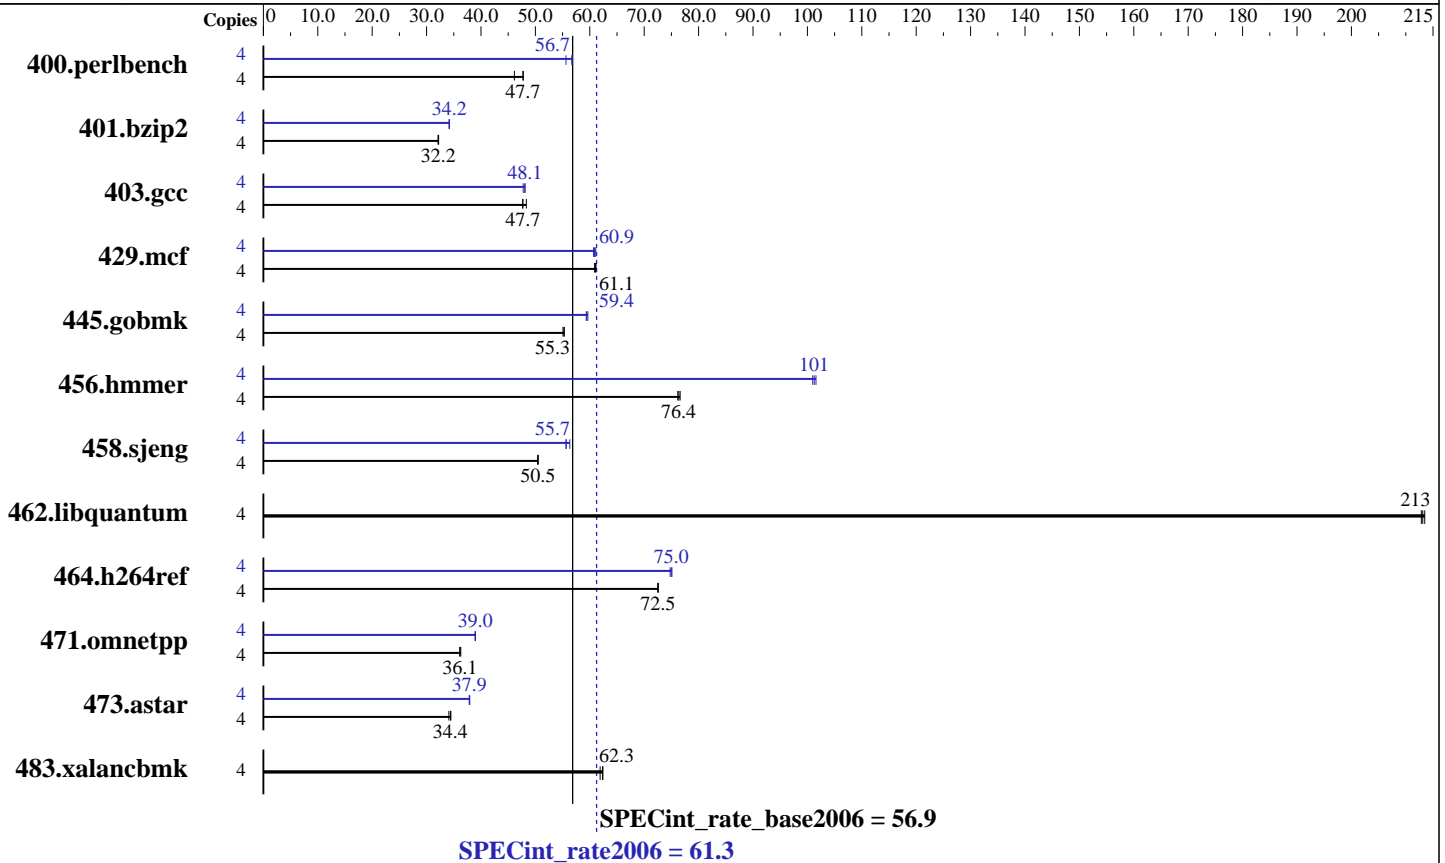 Copies 0 10.0 20.0 30.0 40.0 50.0 60.0 70.0 80.0 90.0 100 110 120 130 140 150 160 170 180 190 200 215
400.perlbench 4 56.7
4 47.7
401.bzip2 4 34.2
4 32.2
403.gcc 4 48.1
4 47.7
429.mcf 4 60.9
4 61.1
445.gobmk 4 59.4
4 55.3
456.hmmer 4 101
4 76.4
458.sjeng 4 55.7
4 50.5
462.libquantum 4 213
464.h264ref 4 75.0
4 72.5
471.omnetpp 4 39.0
4 36.1
473.astar 4 37.9
4 34.4
483.xalancbmk 4 62.3
SPECint_rate_base2006 = 56.9
SPECint_rate2006 = 61.3